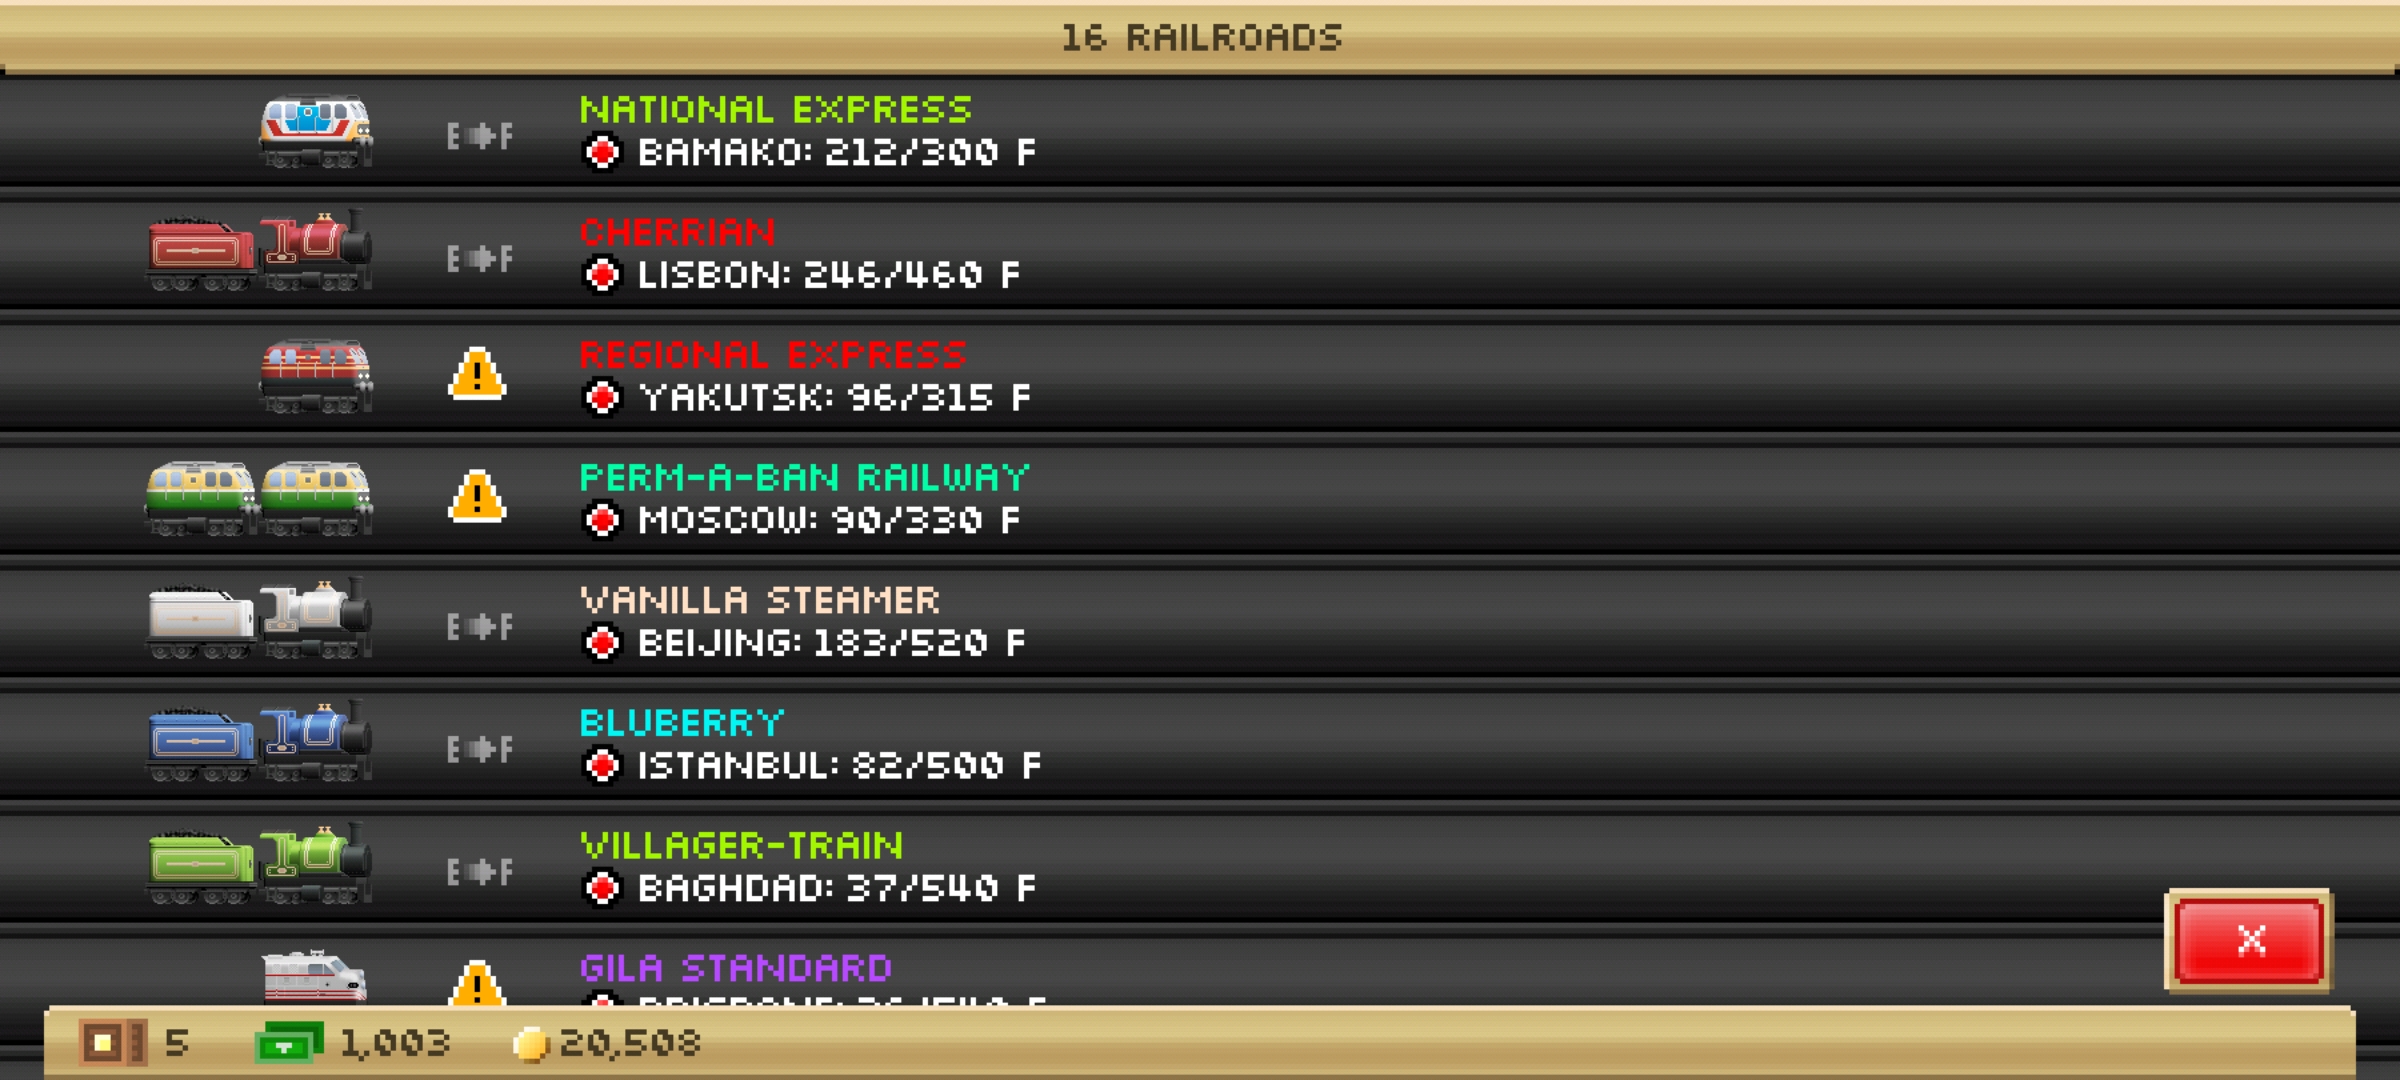 16 RAILROADS
E F
NATIONAL EXPRESS
BAMAKO: 212/300 F
E F
CHERRIAN
LISBON: 246/460 F
!
REGIONAL EXPRESS
YAKUTSK: 96/315 F
!
PERM-A-BAN RAILWAY
MOSCOW: 90/330 F
E F
VANILLA STEAMER
BEIJING: 183/520 F
E F
BLUBERRY
ISTANBUL: 82/500 F
E F
VILLAGER-TRAIN
BAGHDAD: 37/540 F
!
GILA STANDARD
X
5 1,003 20,508